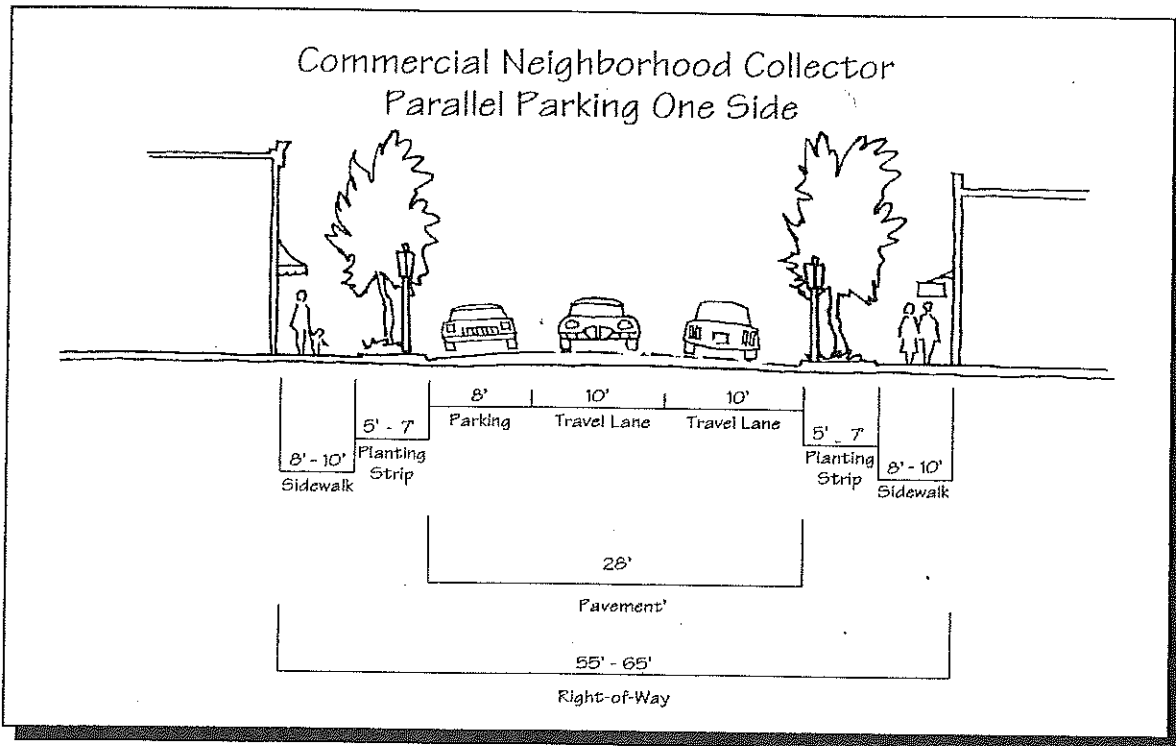 Commercial Neighborhood Collector
Parallel Parking One Side
8' 10' 10'
Parking Travel Lane Travel Lane
5' - 7' 5' - 7'
Planting Strip Planting Strip
8' - 10' 8' - 10'
Sidewalk Sidewalk
28'
Pavement'
55' - 65'
Right-of-Way